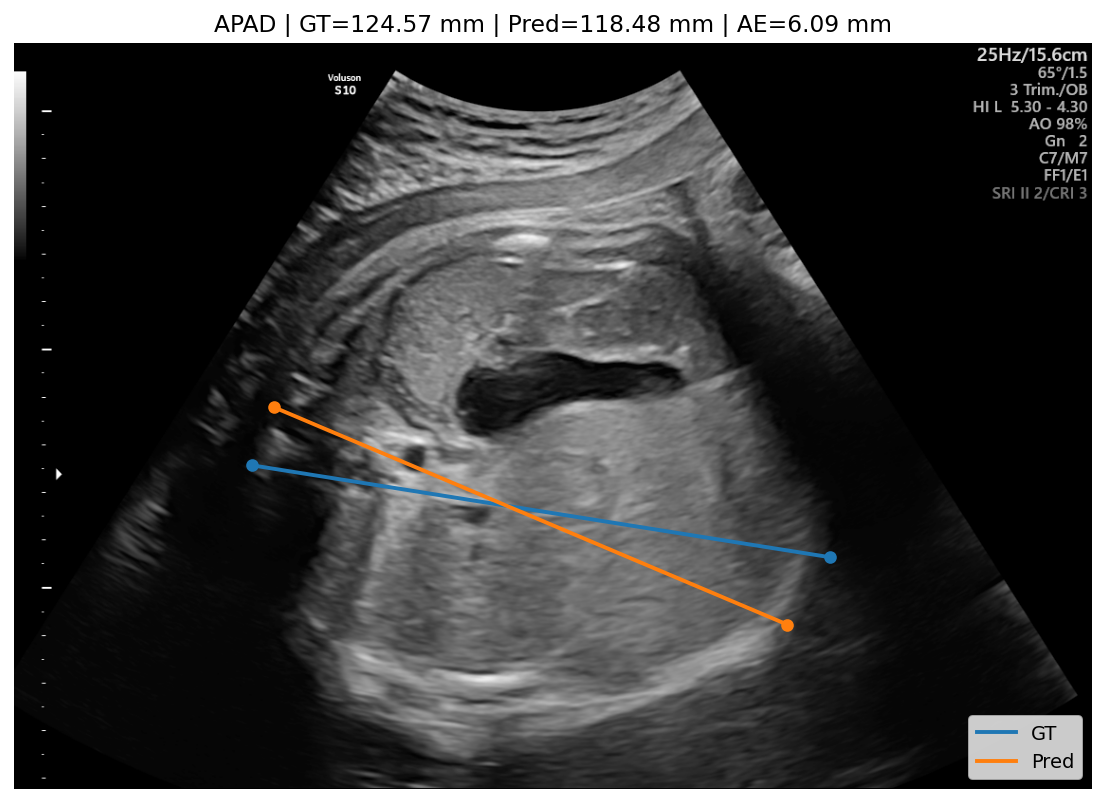 APAD | GT=124.57 mm | Pred=118.48 mm | AE=6.09 mm
Voluson
S10
25Hz/15.6cm
65°/1.5
3 Trim./OB
HI L 5.30 - 4.30
AO 98%
Gn 2
C7/M7
FF1/E1
SRI II 2/CRI 3
GT
Pred